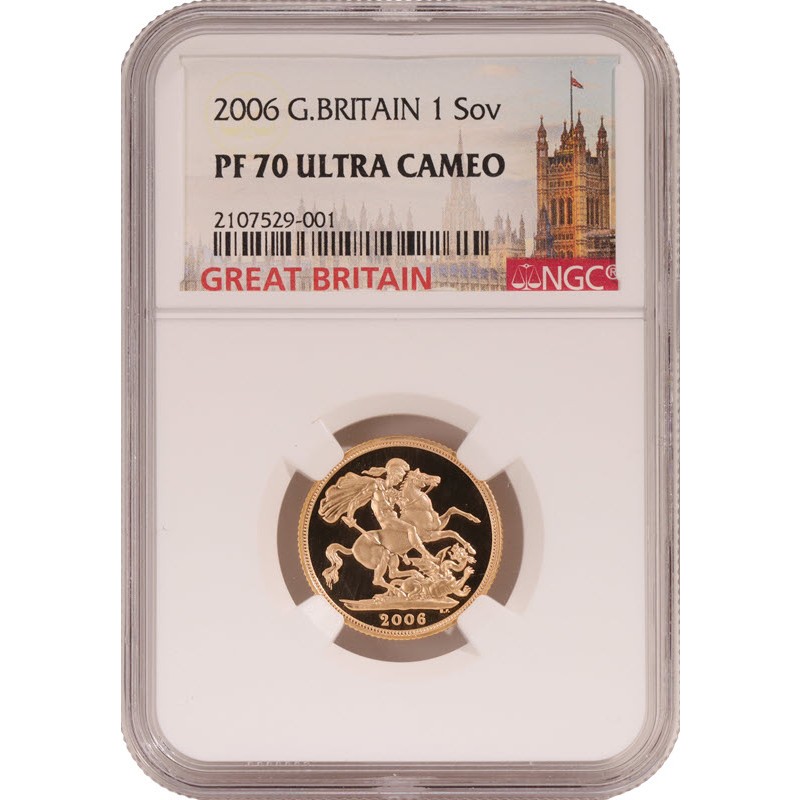 2006 G.BRITAIN 1 Sov
PF 70 ULTRA CAMEO
2107529-001
GREAT BRITAIN
NGC®
2006